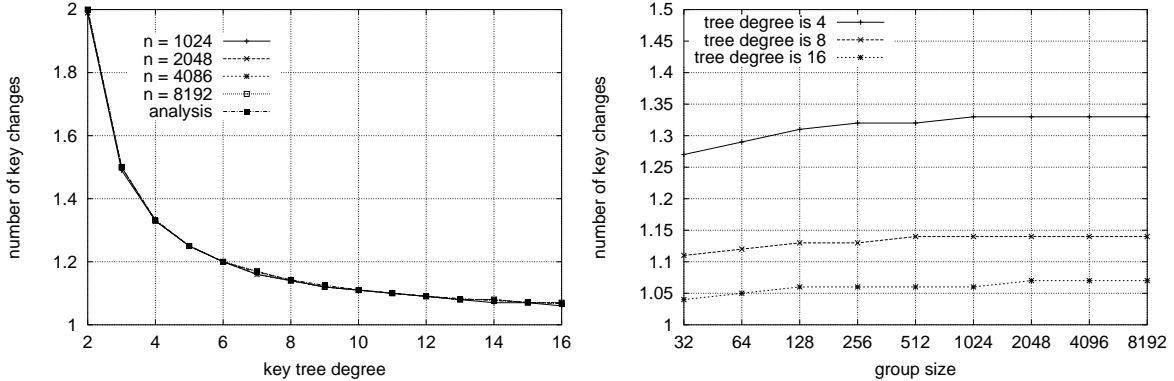 2
1.8
1.6
1.4
1.2
1
number of key changes
n = 1024
n = 2048
n = 4086
n = 8192
analysis
2 4 6 8 10 12 14 16
key tree degree
1.5
1.45
1.4
1.35
1.3
1.25
1.2
1.15
1.1
1.05
1
number of key changes
tree degree is 4
tree degree is 8
tree degree is 16
32 64 128 256 512 1024 2048 4096 8192
group size